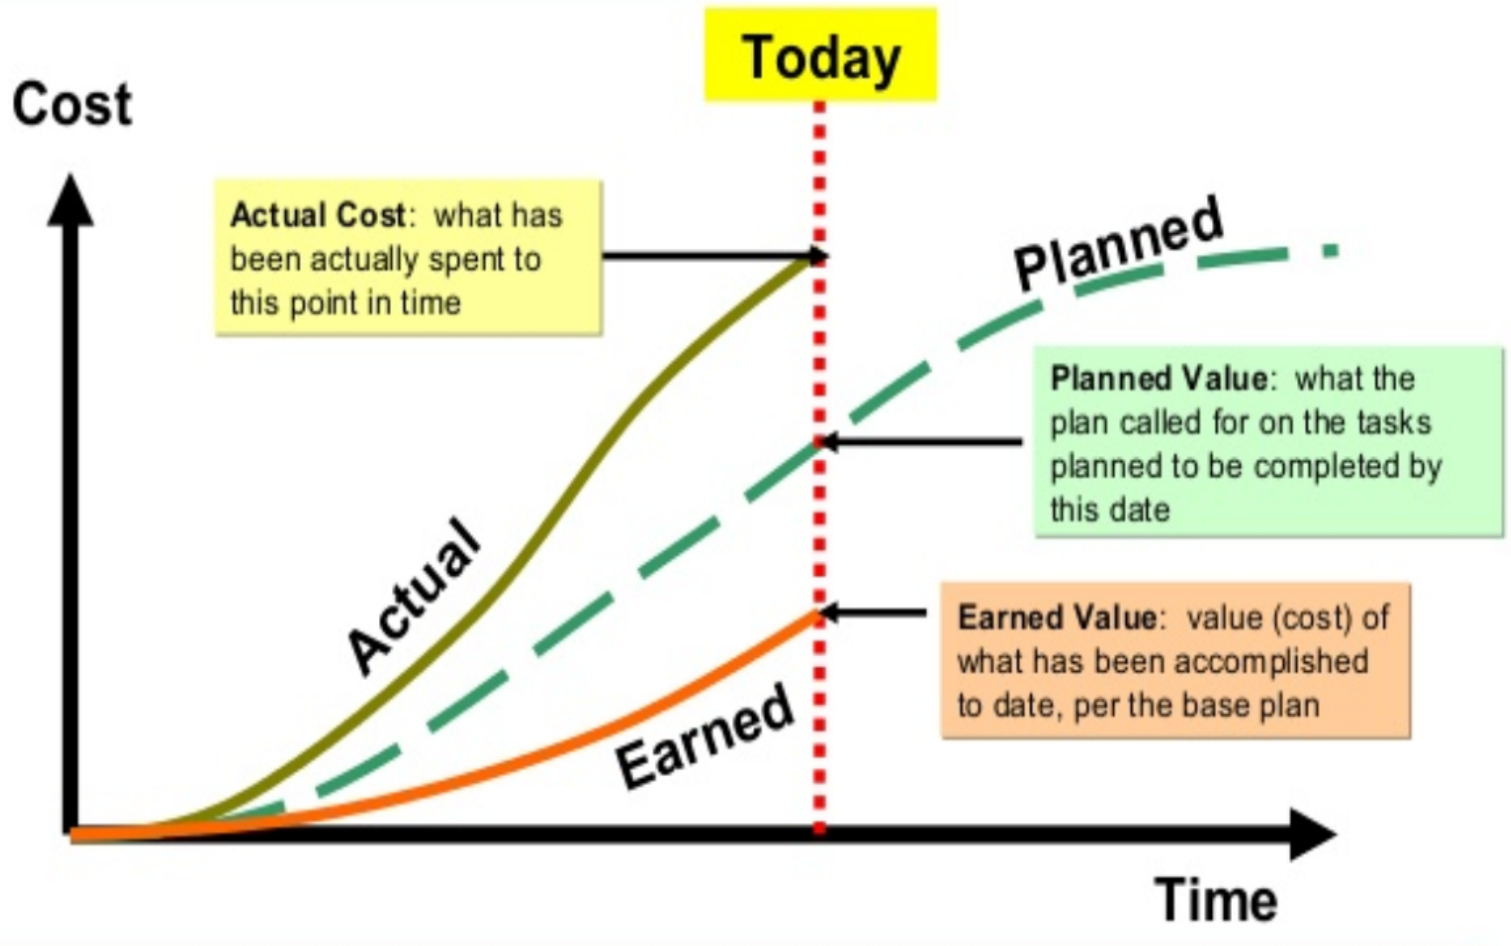 Today
Cost
Actual Cost:  what has
been actually spent to
this point in time
Planned
Planned Value:  what the
plan called for on the tasks
planned to be completed by
this date
Actual
Earned Value:  value (cost) of
what has been accomplished
to date, per the base plan
Earned
Time